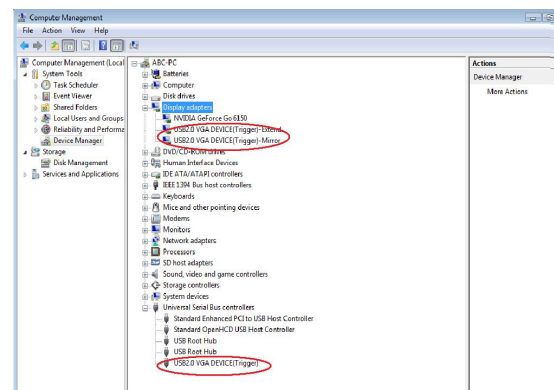 Computer Management
File Action View Help
Computer Management (Local
System Tools
Task Scheduler
Event Viewer
Shared Folders
Local Users and Groups
Reliability and Performa
Device Manager
Storage
Disk Management
Services and Applications
ABC-PC
Batteries
Computer
Disk drives
Display adapters
NVIDIA GeForce Go 6150
USB2.0 VGA DEVICE(Trigger)-Extend
USB2.0 VGA DEVICE(Trigger)-Mirror
DVD/CD-ROM drives
Human Interface Devices
IDE ATA/ATAPI controllers
IEEE 1394 Bus host controllers
Keyboards
Mice and other pointing devices
Modems
Monitors
Network adapters
Processors
SD host adapters
Sound, video and game controllers
Storage controllers
System devices
Universal Serial Bus controllers
Standard Enhanced PCI to USB Host Controller
Standard OpenHCD USB Host Controller
USB Root Hub
USB Root Hub
USB2.0 VGA DEVICE(Trigger)
Actions
Device Manager
More Actions